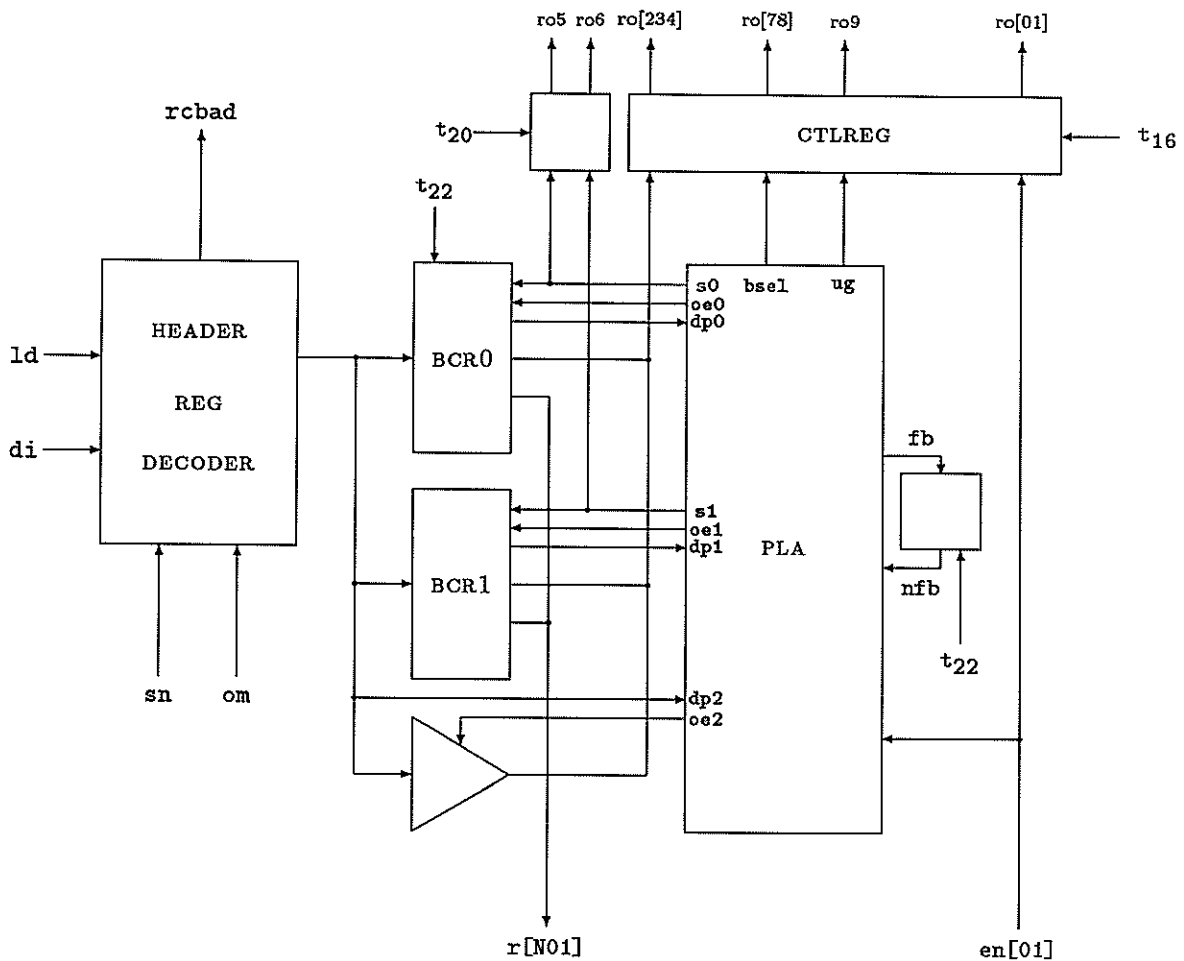 ro5 ro6 ro[234] ro[78] ro9 ro[01]
rcbad
t20
CTLREG
t16
t22
s0 bsel ug
oe0
dp0
HEADER
REG
DECODER
ld
di
BCR0
fb
nfb
t22
s1
oe1
dp1
PLA
BCR1
sn om
dp2
oe2
r[N01]
en[01]